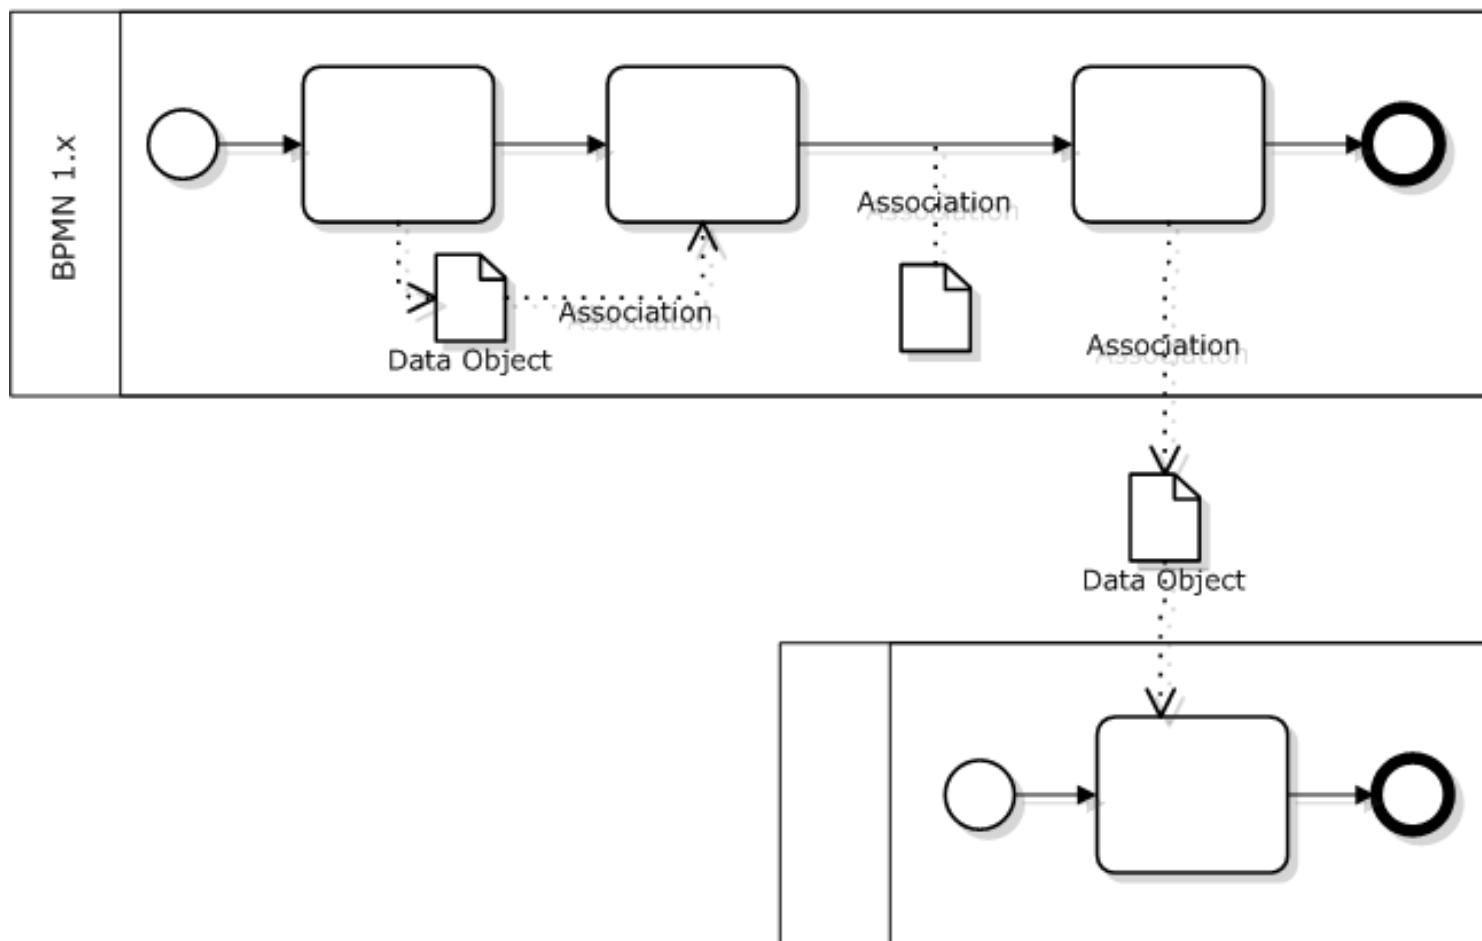 BPMN 1.x
Association
Association
Data Object
Association
Data Object